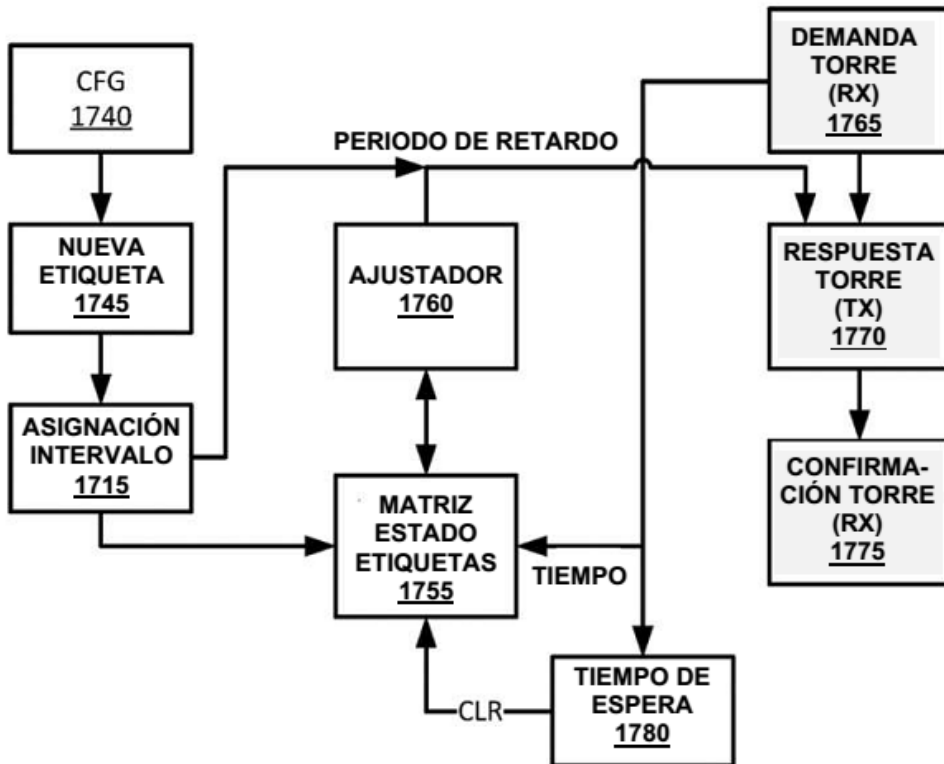 CFG
1740
NUEVA
ETIQUETA
1745
ASIGNACIÓN
INTERVALO
1715
PERIODO DE RETARDO
AJUSTADOR
1760
MATRIZ
ESTADO
ETIQUETAS
1755
TIEMPO
CLR
TIEMPO DE
ESPERA
1780
DEMANDA
TORRE
(RX)
1765
RESPUESTA
TORRE
(TX)
1770
CONFIRMA-
CIÓN TORRE
(RX)
1775